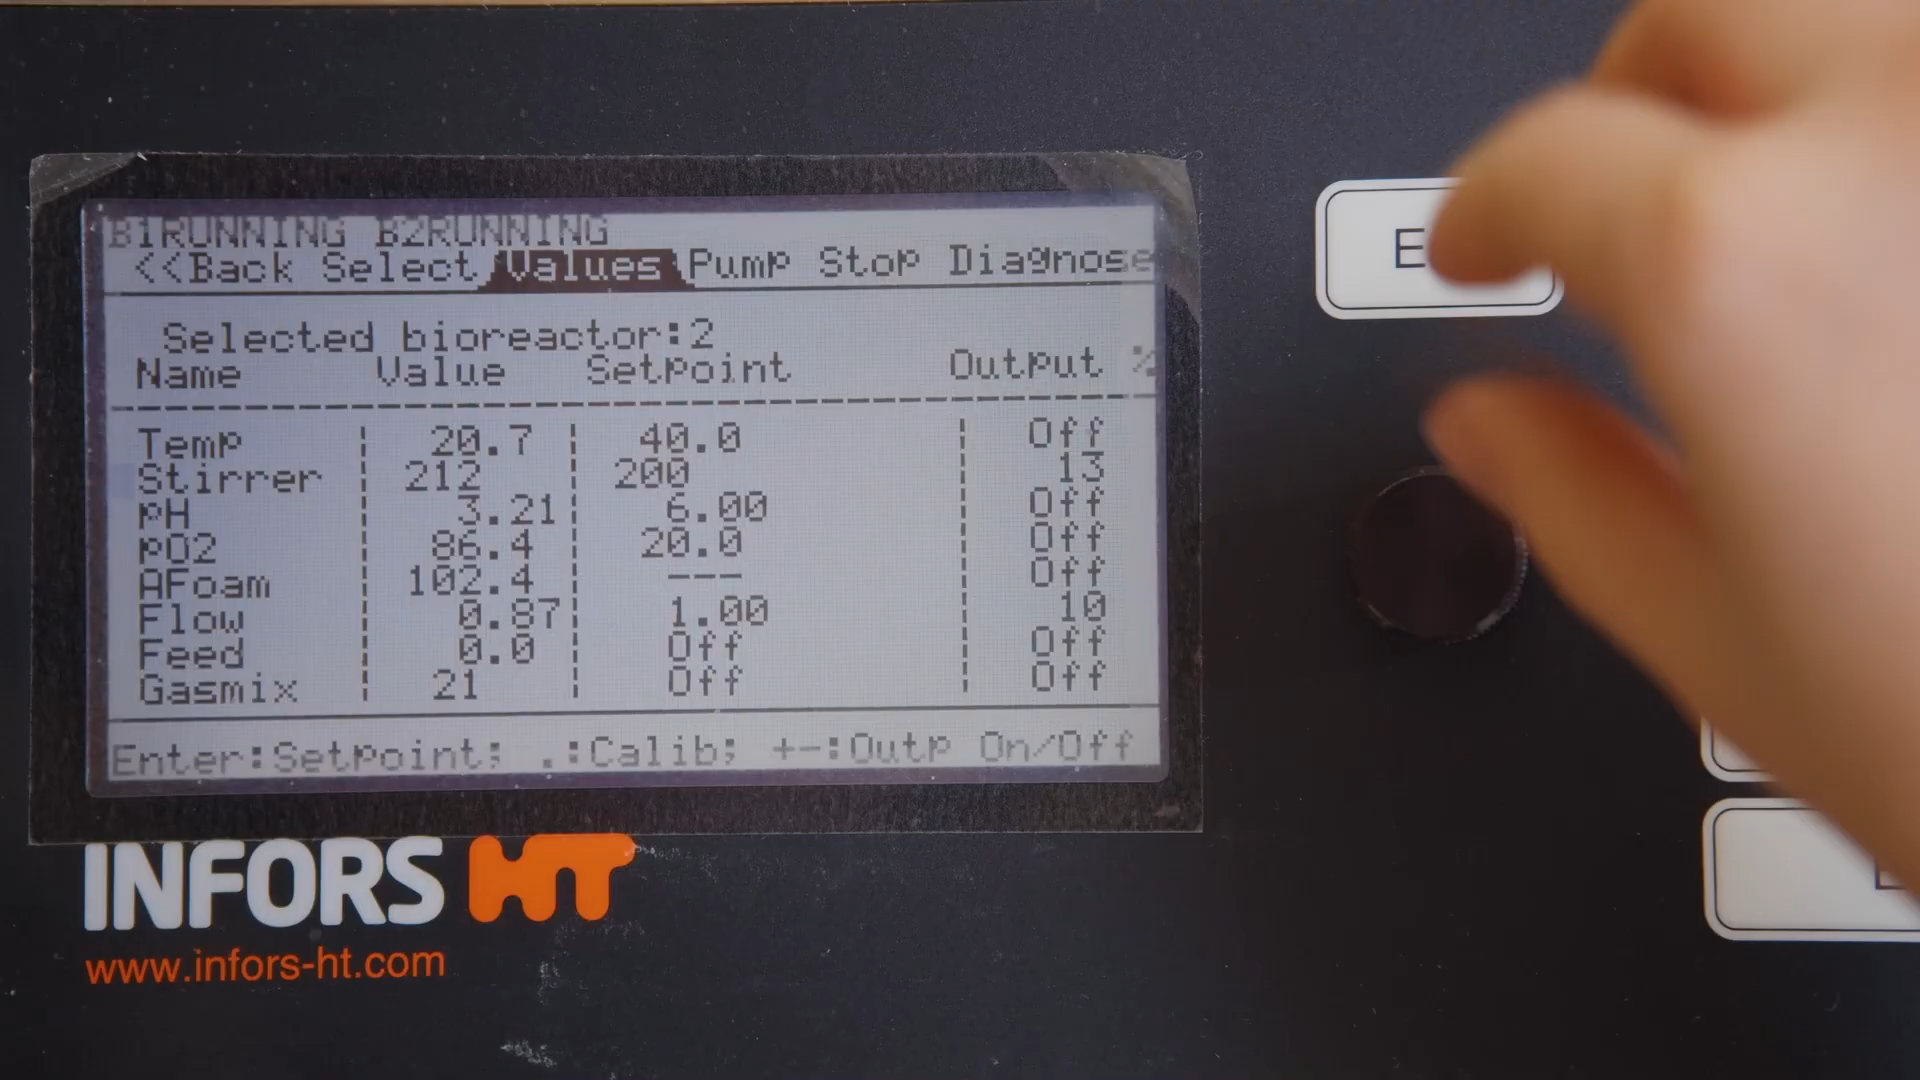 B1RUNNING B2RUNNING
<<Back Select Values Pump Stop Diagnose
Selected bioreactor:2
Name Value Setpoint Output %
Temp 20.7 40.0 Off
Stirrer 212 200 13
pH 3.21 6.00 Off
pO2 86.4 20.0 Off
AFoam 102.4 --- Off
Flow 0.87 1.00 10
Feed 0.0 Off Off
Gasmix 21 Off Off
Enter:Setpoint; .:Calib; +-:Outp On/Off
INFORS HT
www.infors-ht.com